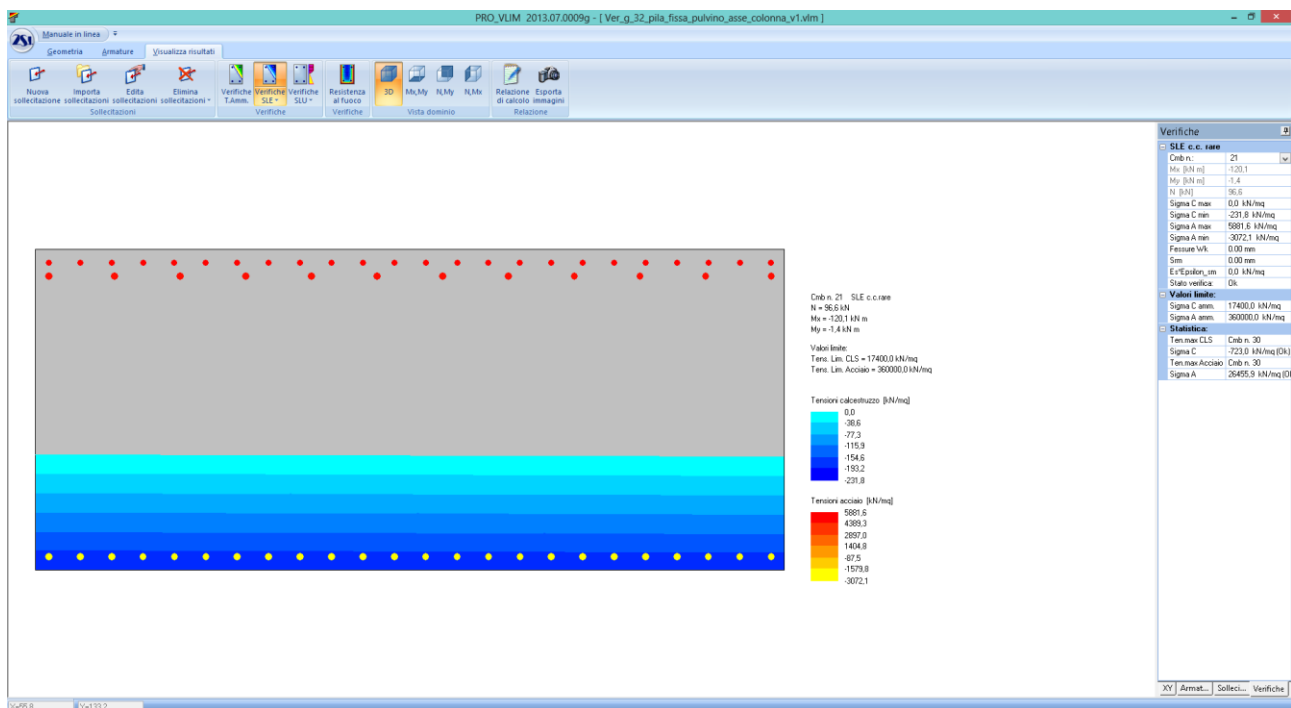 PRO_VLIM 2013.07.0009g - [ Ver_g_32_pila_fissa_pulvino_asse_colonna_v1.vlm ]
2SI
Manuale in linea
Geometria Armature Visualizza risultati
Nuova sollecitazione
Importa sollecitazioni
Edita sollecitazioni
Elimina sollecitazioni
Verifiche T.Amm.
Verifiche SLE
Verifiche SLU
Resistenza al fuoco
3D
Mx,My
N,My
N,Mx
Relazione di calcolo
Esporta immagini
Sollecitazioni
Verifiche
Verifiche
Vista dominio
Relazione
Cmb n. 21 SLE c.c.rare
N = 96,6 kN
Mx = -120,1 kN m
My = -1,4 kN m
Valori limite:
Tens. Lim. CLS = 17400,0 kN/mq
Tens. Lim. Acciaio = 360000,0 kN/mq
Tensioni calcestruzzo [kN/mq]
0,0
-38,6
-77,3
-115,9
-154,6
-193,2
-231,8
Tensioni acciaio [kN/mq]
5881,6
4389,3
2897,0
1404,8
-87,5
-1579,8
-3072,1
Verifiche
SLE c.c. rare
Cmb n.: 21
Mx [kN m] -120,1
My [kN m] -1,4
N [kN] 96,6
Sigma C max 0,0 kN/mq
Sigma C min -231,8 kN/mq
Sigma A max 5881,6 kN/mq
Sigma A min -3072,1 kN/mq
Fessure Wk 0.00 mm
Srm 0.00 mm
Es*Epsilon_sm 0,0 kN/mq
Stato verifica: Ok
Valori limite:
Sigma C amm. 17400,0 kN/mq
Sigma A amm. 360000,0 kN/mq
Statistica:
Ten.max CLS Cmb n. 30
Sigma C -723,0 kN/mq (Ok)
Ten.max Acciaio Cmb n. 30
Sigma A 26455,9 kN/mq (O
XY Armat... Solleci... Verifiche